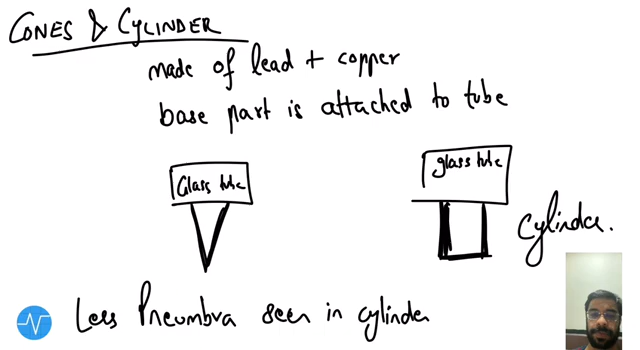 CONES & CYLINDER
made of lead + copper
base part is attached to tube
Glass tube
glass tube
Cylinder.
Less Pneumbra seen in cylinder